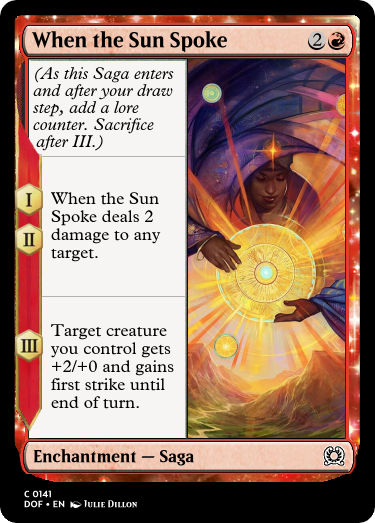 When the Sun Spoke 2
(As this Saga enters
and after your draw
step, add a lore
counter. Sacrifice
after III.)
I
When the Sun
Spoke deals 2
II
damage to any
target.
III
Target creature
you control gets
+2/+0 and gains
first strike until
end of turn.
Enchantment — Saga
C 0141
DOF • EN JULIE DILLON